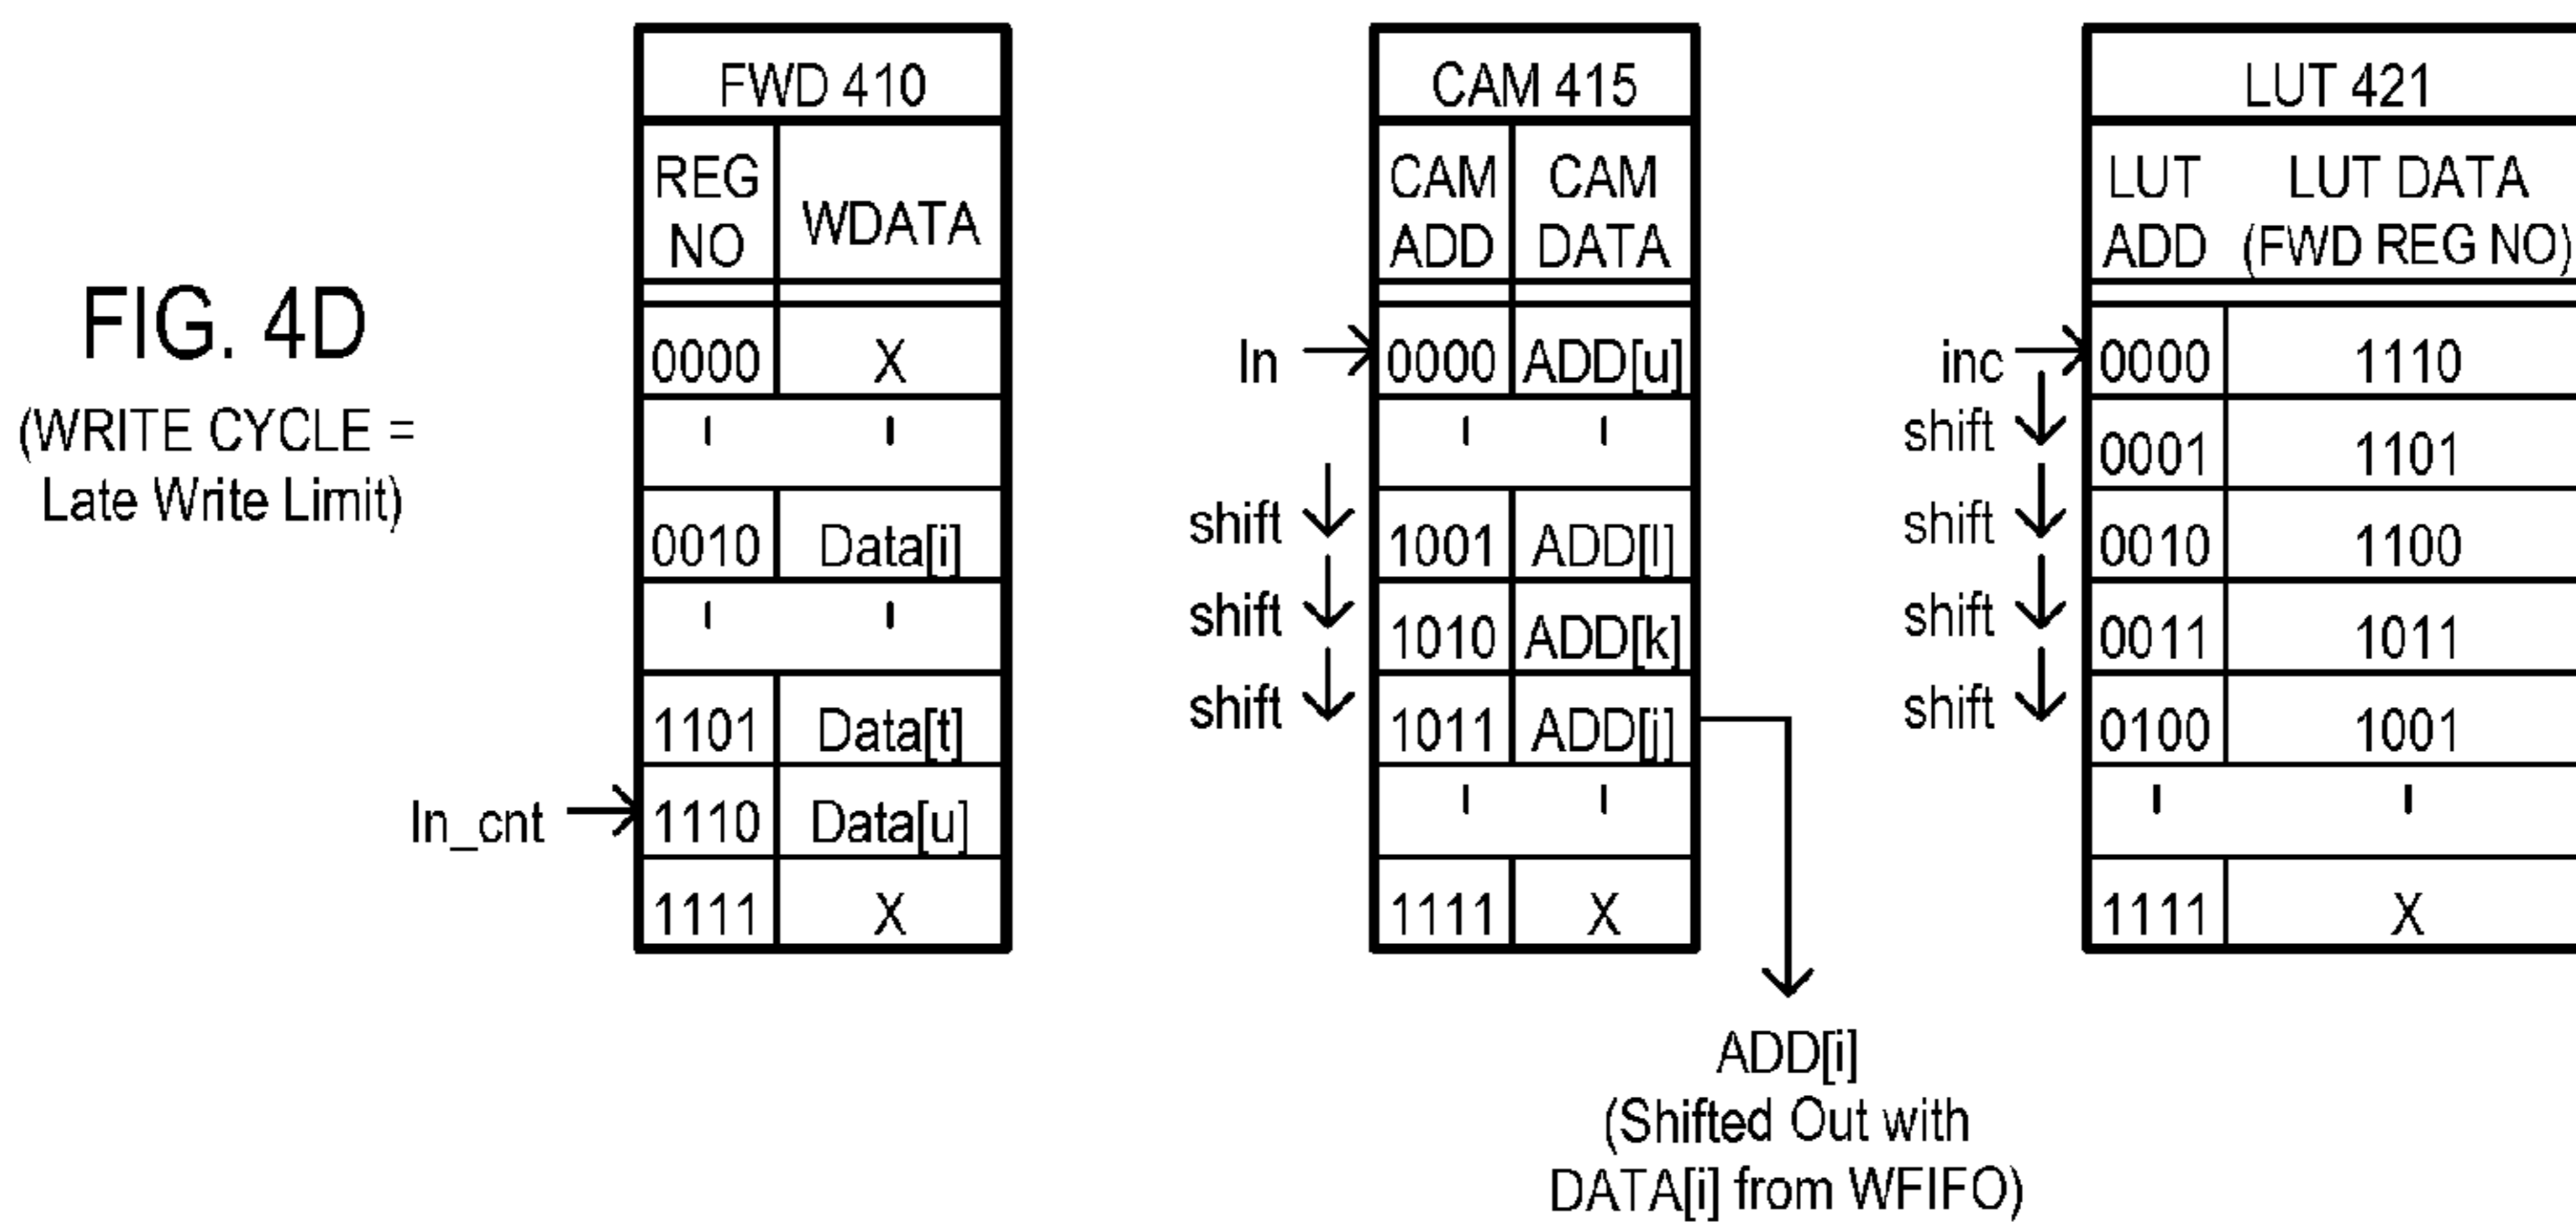 FIG. 4D
(WRITE CYCLE =
Late Write Limit)
FWD 410
REG NO WDATA
0000 X
0010 Data[i]
1101 Data[t]
In_cnt 1110 Data[u]
1111 X
CAM 415
CAM ADD CAM DATA
In 0000 ADD[u]
shift 1001 ADD[l]
shift 1010 ADD[k]
shift 1011 ADD[j]
1111 X
ADD[i]
(Shifted Out with
DATA[i] from WFIFO)
LUT 421
LUT ADD LUT DATA (FWD REG NO)
inc 0000 1110
shift 0001 1101
shift 0010 1100
shift 0011 1011
shift 0100 1001
1111 X